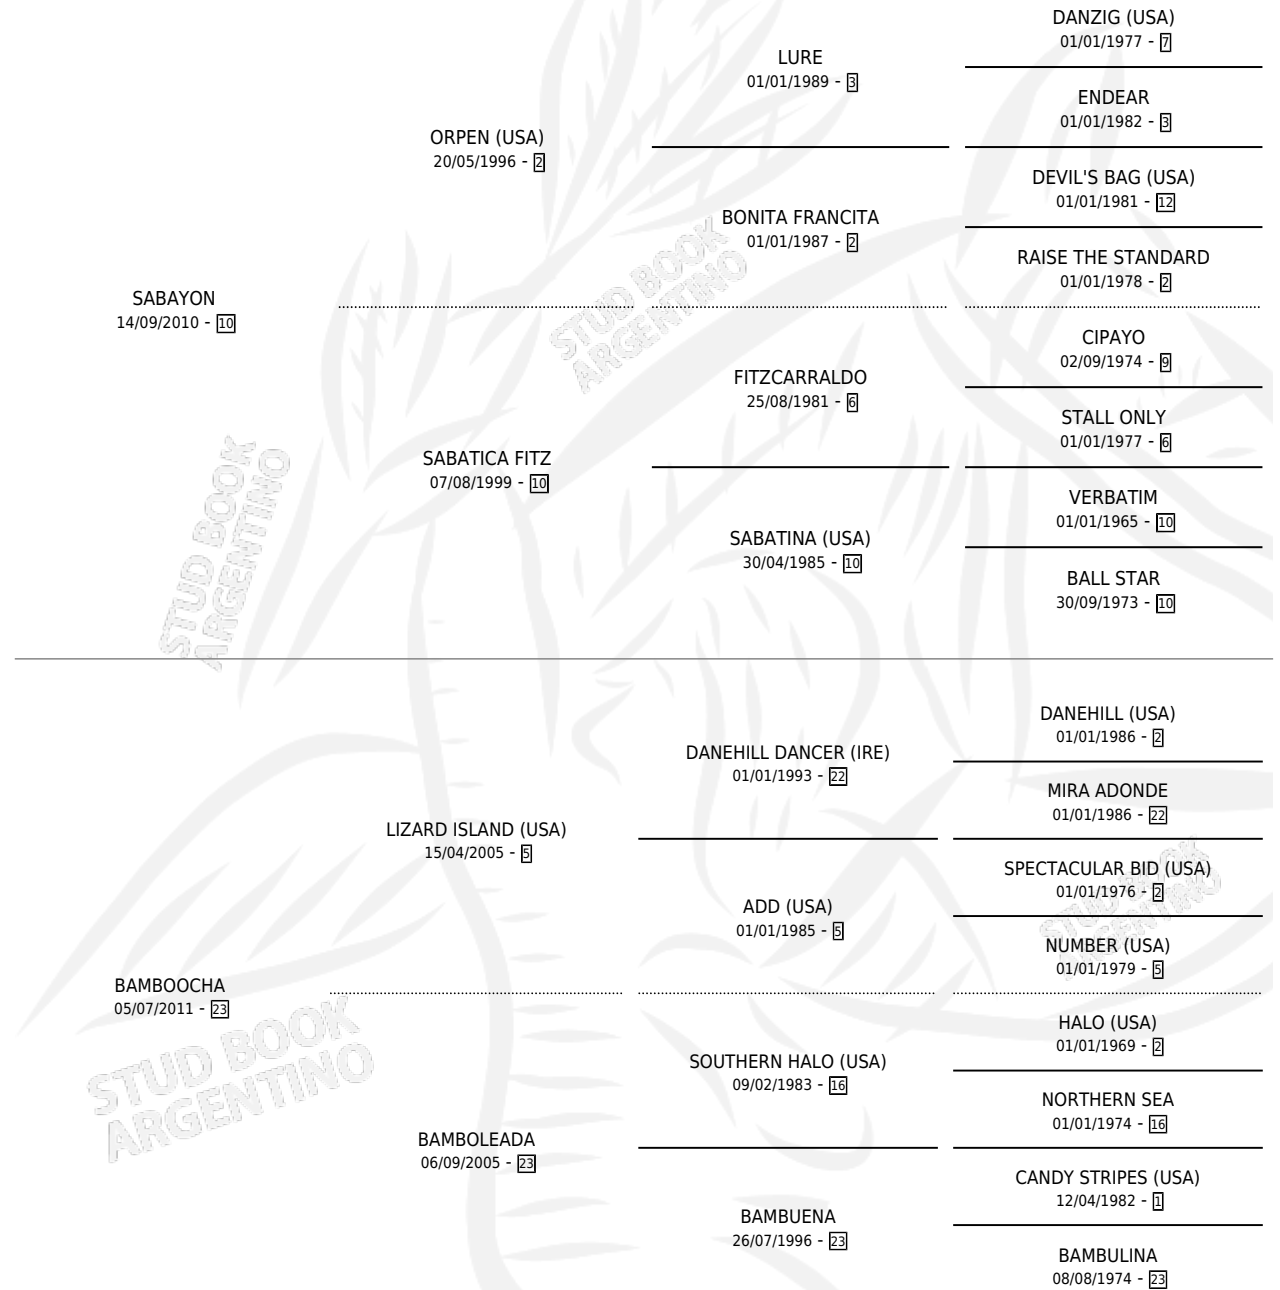 DANZIG (USA)
01/01/1977 - 7
LURE
01/01/1989 - 3
ENDEAR
01/01/1982 - 3
ORPEN (USA)
20/05/1996 - 2
DEVIL'S BAG (USA)
01/01/1981 - 12
BONITA FRANCITA
01/01/1987 - 2
RAISE THE STANDARD
01/01/1978 - 2
SABAYON
14/09/2010 - 10
STUD BOOK
ARGENTINO
CIPAYO
02/09/1974 - 9
FITZCARRALDO
25/08/1981 - 6
STALL ONLY
01/01/1977 - 6
SABATICA FITZ
07/08/1999 - 10
VERBATIM
01/01/1965 - 10
SABATINA (USA)
30/04/1985 - 10
BALL STAR
30/09/1973 - 10
STUD BOOK
ARGENTINO
DANEHILL (USA)
01/01/1986 - 2
DANEHILL DANCER (IRE)
01/01/1993 - 22
MIRA ADONDE
01/01/1986 - 22
LIZARD ISLAND (USA)
15/04/2005 - 5
SPECTACULAR BID (USA)
01/01/1976 - 2
ADD (USA)
01/01/1985 - 5
STUD BOOK
ARGENTINO
NUMBER (USA)
01/01/1979 - 5
BAMBOOCHA
05/07/2011 - 23
STUD BOOK
ARGENTINO
HALO (USA)
01/01/1969 - 2
SOUTHERN HALO (USA)
09/02/1983 - 16
NORTHERN SEA
01/01/1974 - 16
BAMBOLEADA
06/09/2005 - 23
CANDY STRIPES (USA)
12/04/1982 - 1
BAMBUENA
26/07/1996 - 23
BAMBULINA
08/08/1974 - 23